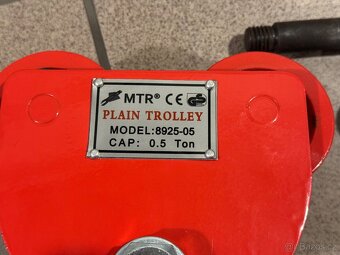 MTR® CE
PLAIN TROLLEY
MODEL:8925-05
CAP: 0.5 Ton